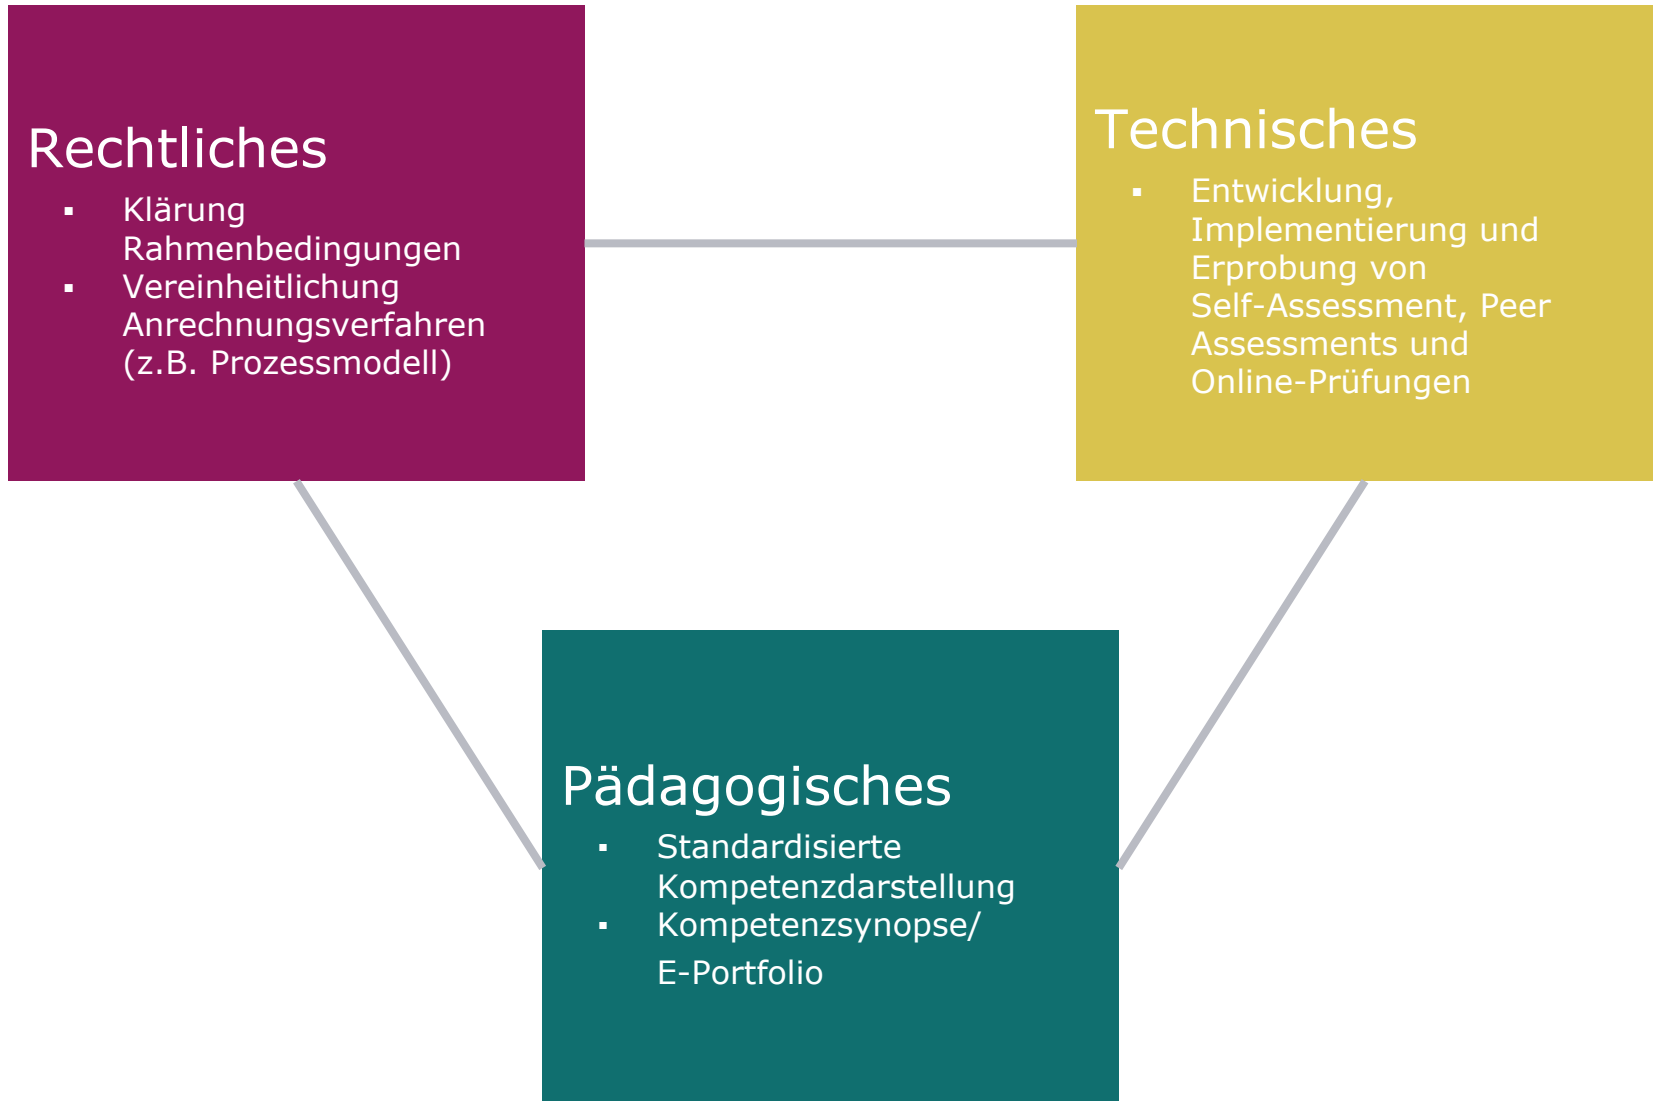 Rechtliches
▪ Klärung
Rahmenbedingungen
▪ Vereinheitlichung
Anrechnungsverfahren
(z.B. Prozessmodell)
Technisches
▪ Entwicklung,
Implementierung und
Erprobung von
Self-Assessment, Peer
Assessments und
Online-Prüfungen
Pädagogisches
▪ Standardisierte
Kompetenzdarstellung
▪ Kompetenzsynopse/
E-Portfolio